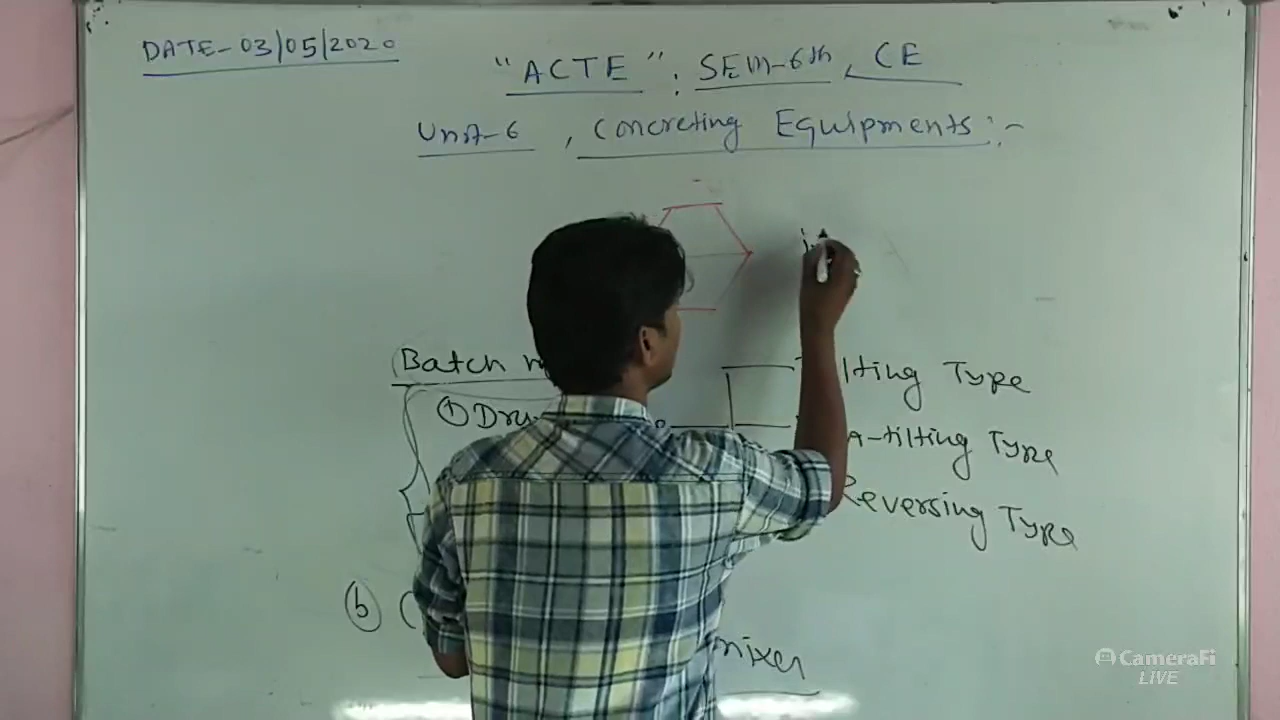 DATE-03/05/2020
"ACTE". SEM-6th, CE
Unit-6, Concreting Equipments:-
Batch
Tilting Type
① Dru
-tilting Type
Reversing Type
ⓑ
mixer
CameraFi
LIVE